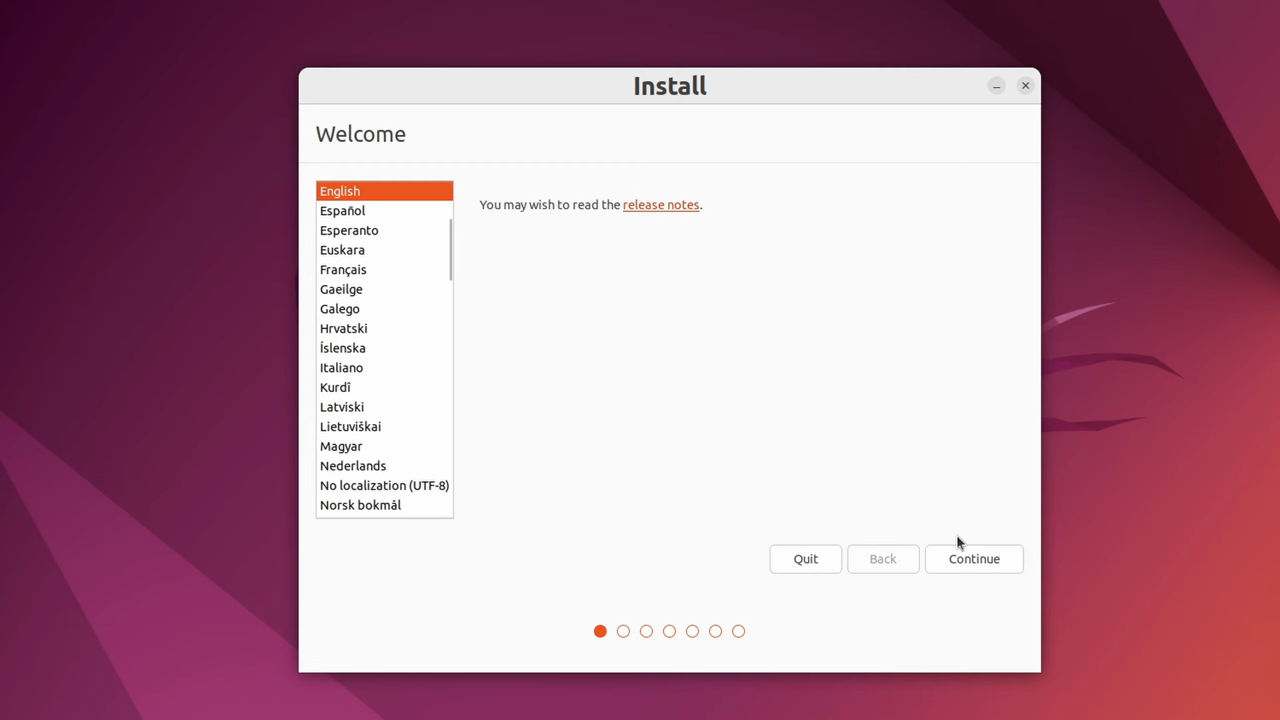 Install
Welcome
English
Español
Esperanto
Euskara
Français
Gaeilge
Galego
Hrvatski
Íslenska
Italiano
Kurdî
Latviski
Lietuviškai
Magyar
Nederlands
No localization (UTF-8)
Norsk bokmål
You may wish to read the release notes.
Quit
Back
Continue